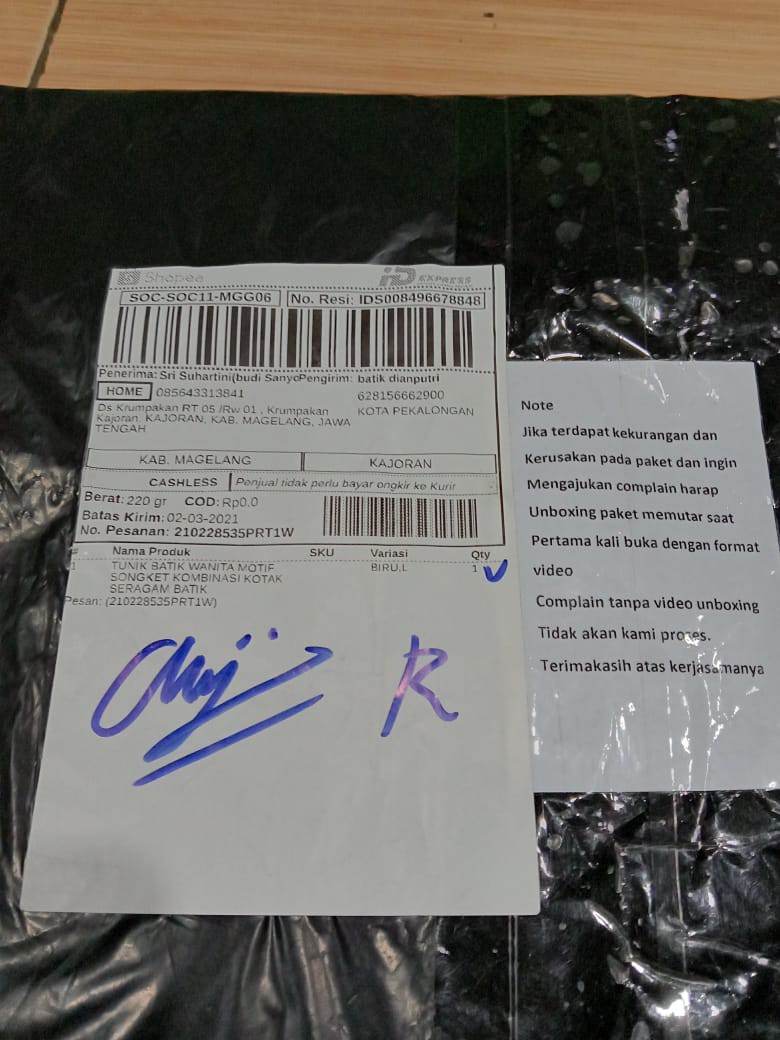 Shopee
iD EXPRESS
SOC-SOC11-MGG06
No. Resi: IDS008496678848
Penerima: Sri Suhartini(budi Sanyo
Pengirim: batik dianputri
HOME 085643313841
628156662900
Ds Krumpakan RT 05 /Rw 01 , Krumpakan
KOTA PEKALONGAN
Kajoran, KAJORAN, KAB. MAGELANG, JAWA
TENGAH
KAB. MAGELANG
KAJORAN
CASHLESS
Penjual tidak perlu bayar ongkir ke Kurir
Berat: 220 gr COD: Rp0.0
Batas Kirim: 02-03-2021
No. Pesanan: 210228535PRT1W
# Nama Produk SKU Variasi Qty
1 TUNIK BATIK WANITA MOTIF BIRU,L 1
SONGKET KOMBINASI KOTAK
SERAGAM BATIK
Pesan: (210228535PRT1W)
R
Note
Jika terdapat kekurangan dan
Kerusakan pada paket dan ingin
Mengajukan complain harap
Unboxing paket memutar saat
Pertama kali buka dengan format
video
Complain tanpa video unboxing
Tidak akan kami proses.
Terimakasih atas kerjasamanya